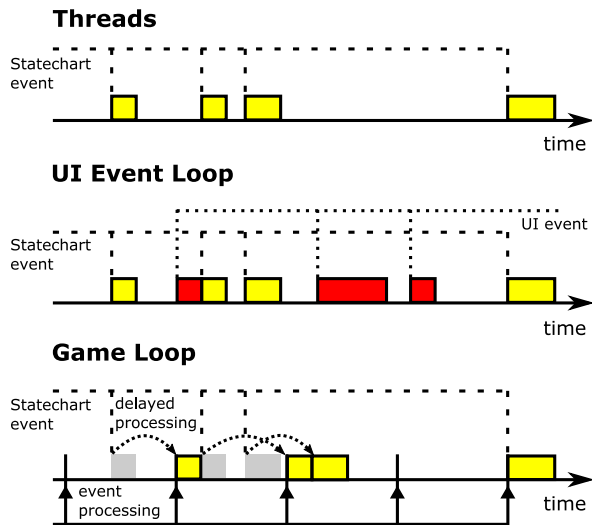 Threads
Statechart
event
time
UI Event Loop
UI event
Statechart
event
time
Game Loop
Statechart
event
delayed
processing
event
processing
time